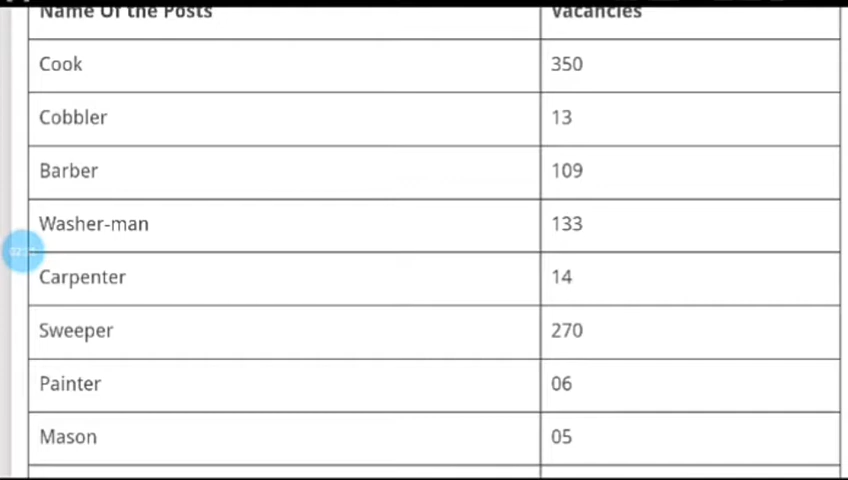 Name Of the Posts Vacancies
Cook 350
Cobbler 13
Barber 109
Washer-man 133
Carpenter 14
Sweeper 270
Painter 06
Mason 05